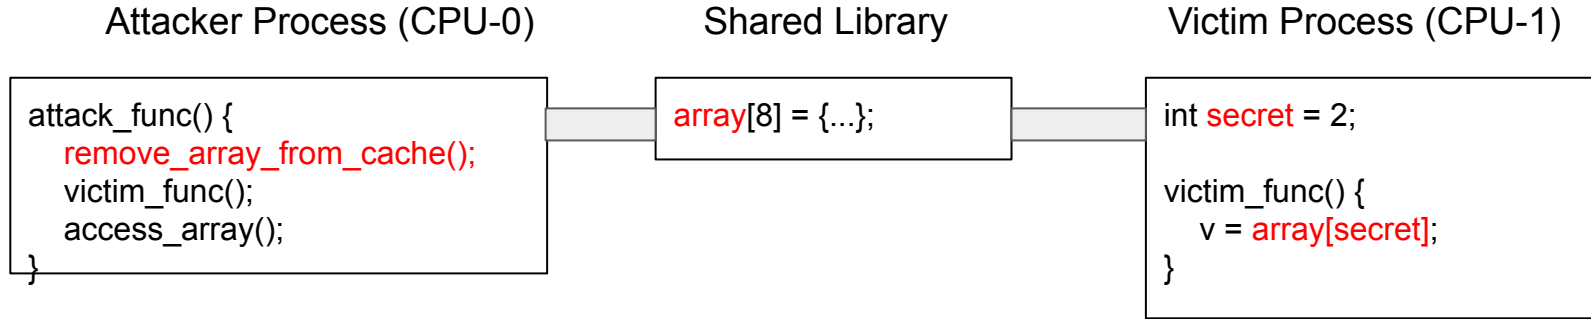 Attacker Process (CPU-0)
Shared Library
Victim Process (CPU-1)
attack_func() {
remove_array_from_cache();
victim_func();
access_array();
}
array[8] = {...};
int secret = 2;
victim_func() {
v = array[secret];
}